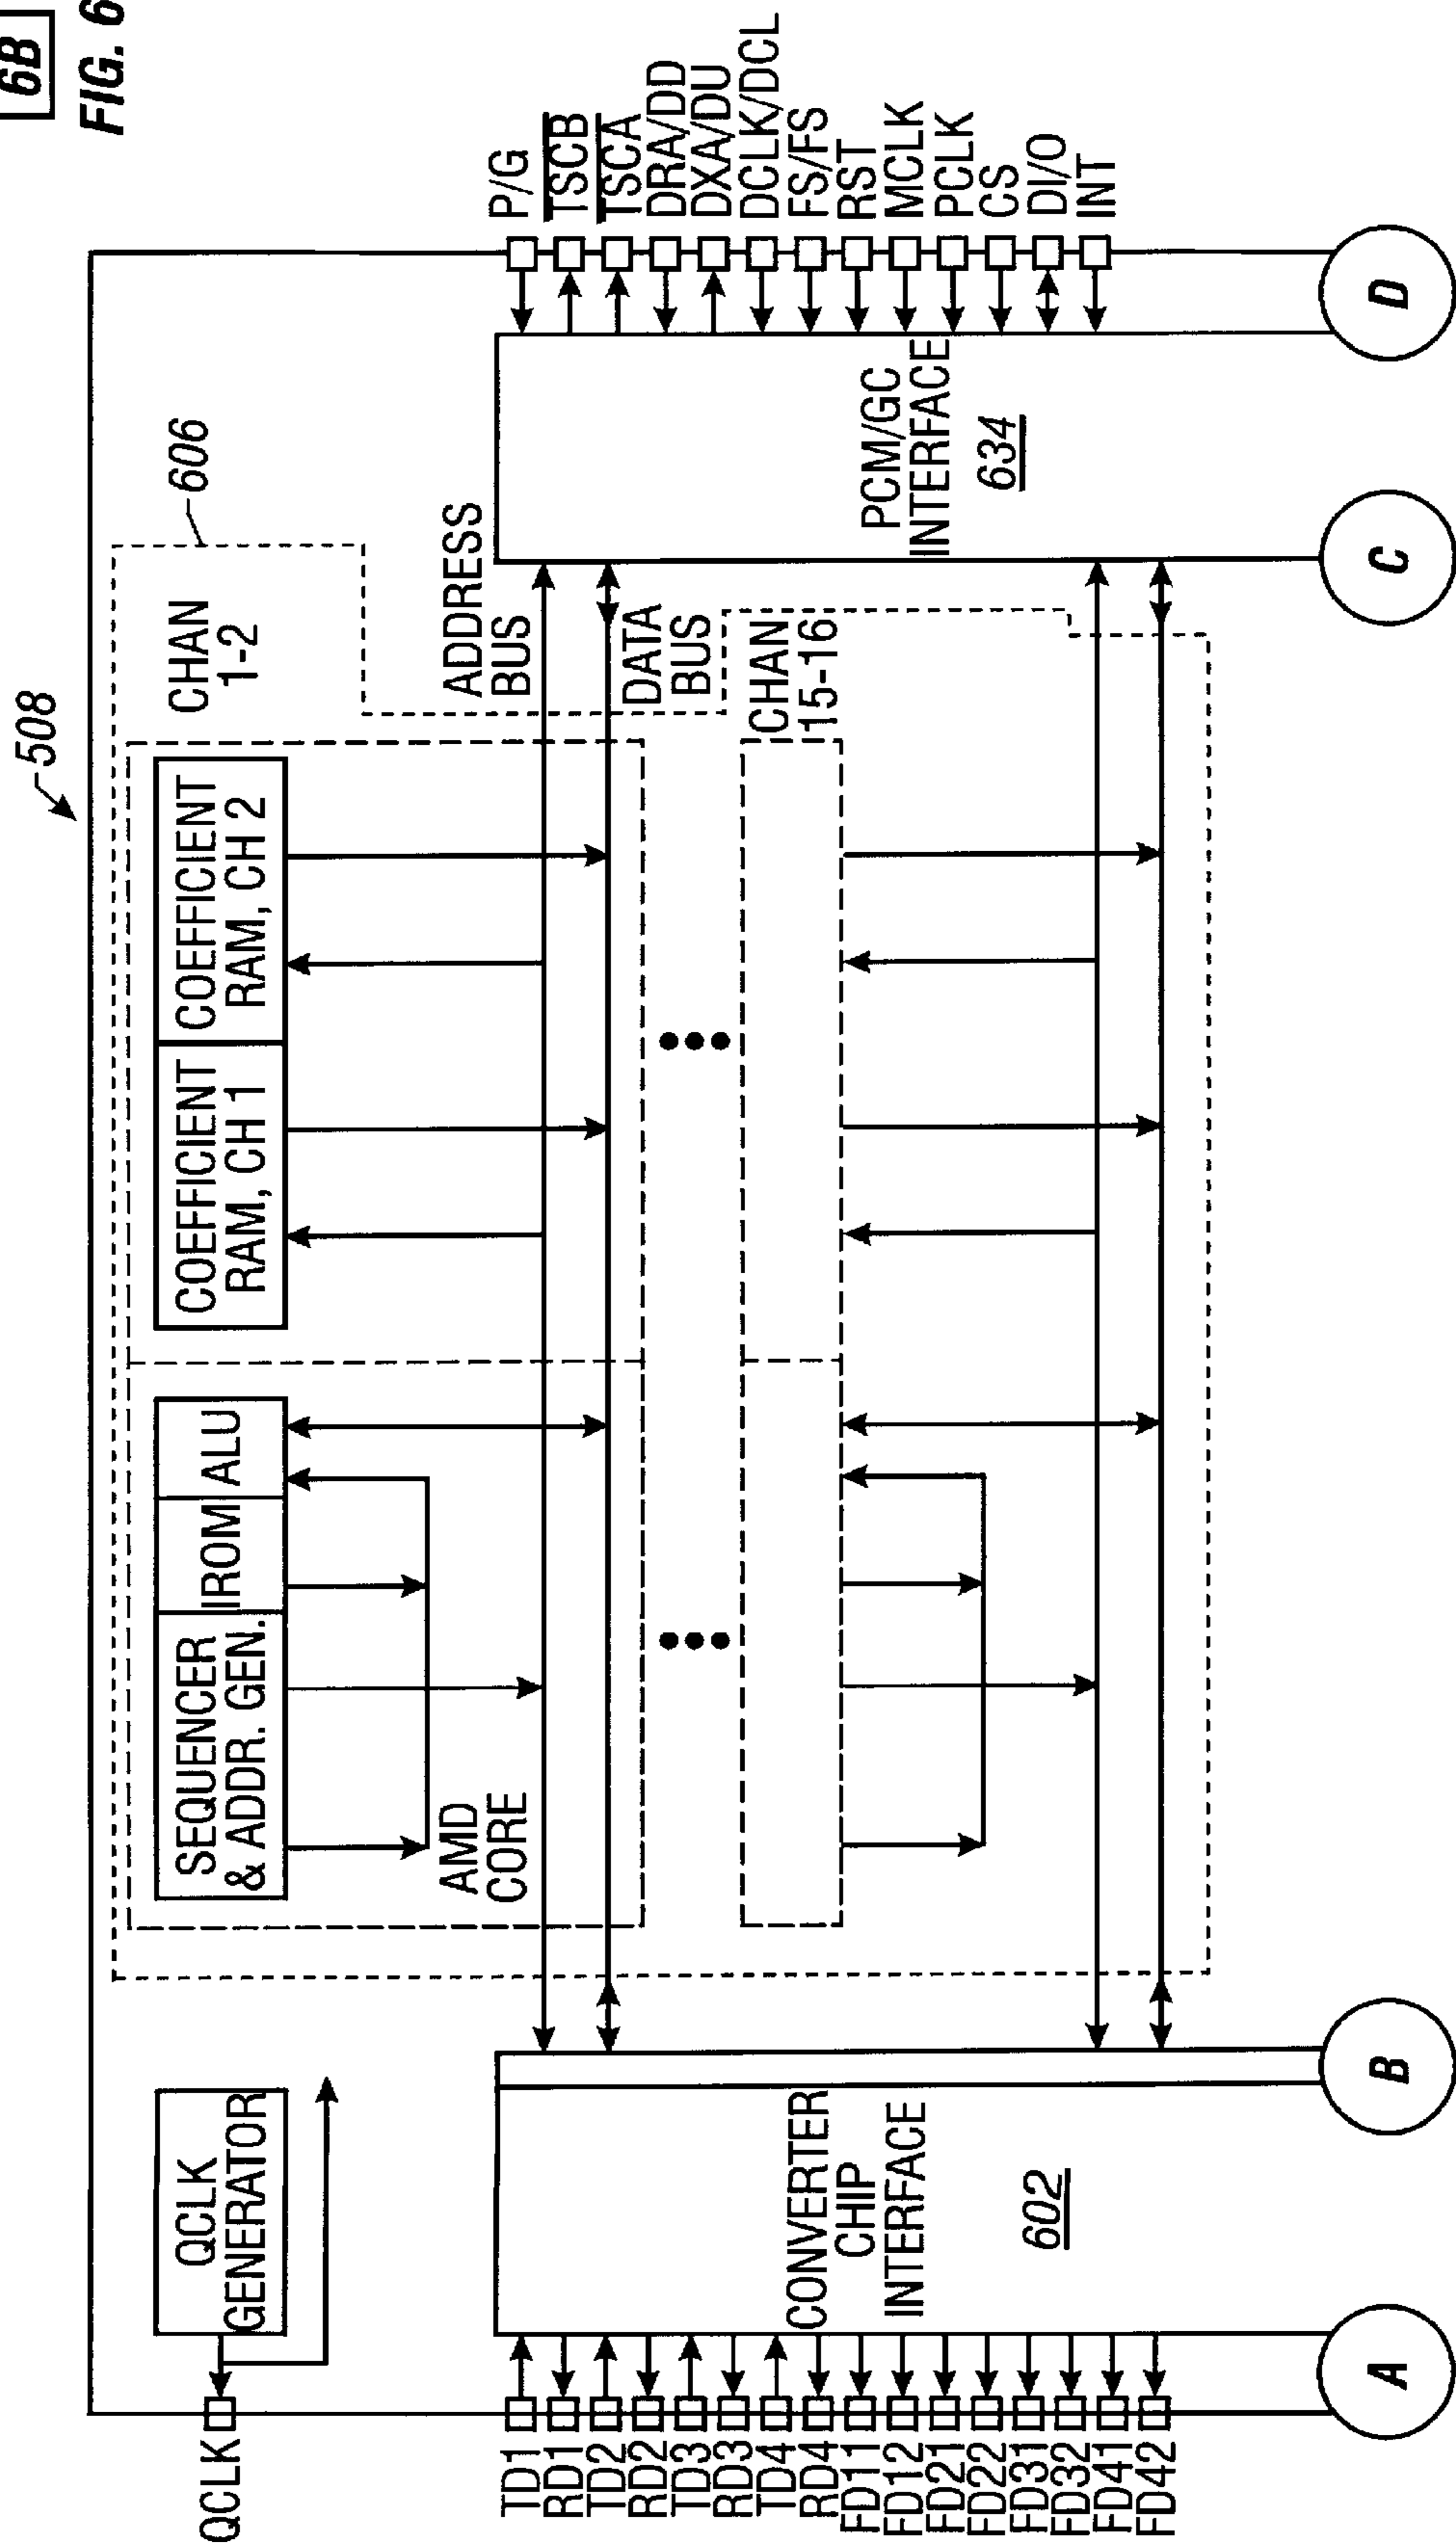 6B
FIG. 6
508
606
CHAN
1-2
QCLK
GENERATOR
QCLK
SEQUENCER
& ADDR. GEN.
IROM
ALU
COEFFICIENT
RAM, CH 1
COEFFICIENT
RAM, CH 2
AMD
CORE
ADDRESS
BUS
DATA
BUS
CHAN
15-16
TD1
RD1
TD2
RD2
TD3
RD3
TD4
RD4
FD11
FD12
FD21
FD22
FD31
FD32
FD41
FD42
CONVERTER
CHIP
INTERFACE
602
PCM/GC
INTERFACE
634
P/G
TSCB
TSCA
DRA/DD
DXA/DU
DCLK/DCL
FS/FS
RST
MCLK
PCLK
CS
DI/O
INT
A
B
C
D